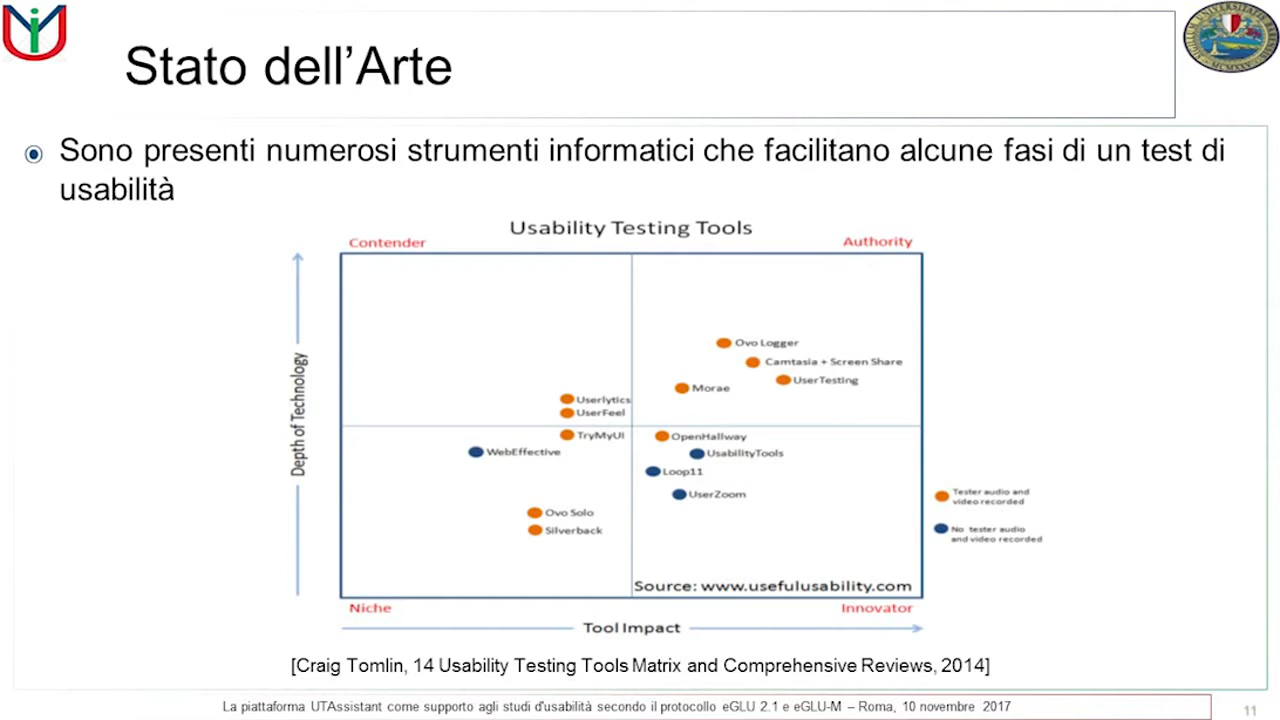 Stato dell'Arte
Sono presenti numerosi strumenti informatici che facilitano alcune fasi di un test di
usabilità
Usability Testing Tools
Contender
Authority
Depth of Technology
Ovo Logger
Camtasia + Screen Share
UserTesting
Morae
Userlytics
UserFeel
TryMyUI
OpenHallway
WebEffective
UsabilityTools
Loop11
UserZoom
Ovo Solo
Silverback
Tester audio and
video recorded
No tester audio
and video recorded
Source: www.usefulusability.com
Niche
Innovator
Tool Impact
[Craig Tomlin, 14 Usability Testing Tools Matrix and Comprehensive Reviews, 2014]
La piattaforma UTAssistant come supporto agli studi d'usabilità secondo il protocollo eGLU 2.1 e eGLU-M – Roma, 10 novembre 2017
11